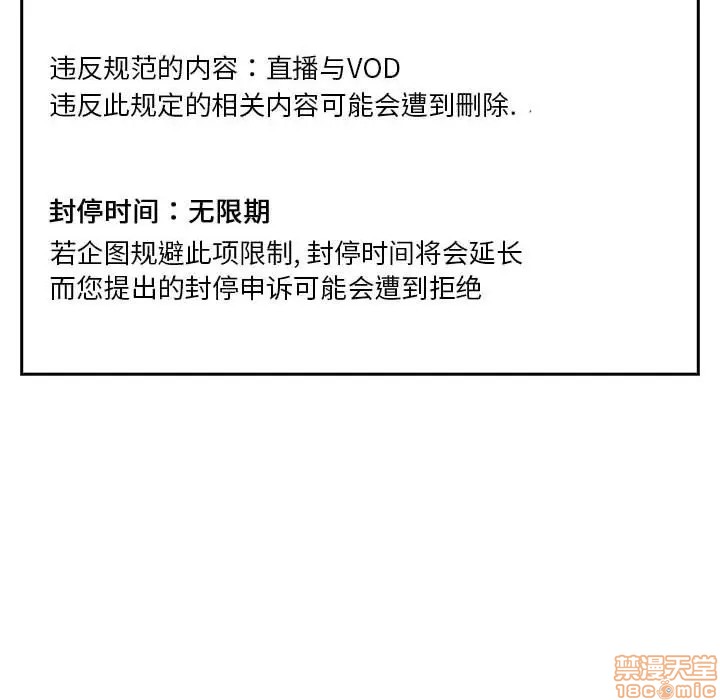 违反规范的内容：直播与VOD
违反此规定的相关内容可能会遭到刪除.
封停时间：无限期
若企图规避此项限制, 封停时间将会延长
而您提出的封停申诉可能会遭到拒绝
禁漫天堂
18COMIC